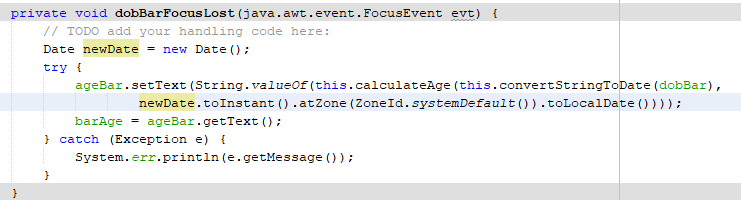 private void dobBarFocusLost(java.awt.event.FocusEvent evt) {
// TODO add your handling code here:
Date newDate = new Date();
try {
ageBar.setText(String.valueOf(this.calculateAge(this.convertStringToDate(dobBar),
newDate.toInstant().atZone(ZoneId.systemDefault()).toLocalDate())));
barAge = ageBar.getText();
} catch (Exception e) {
System.err.println(e.getMessage());
}
}